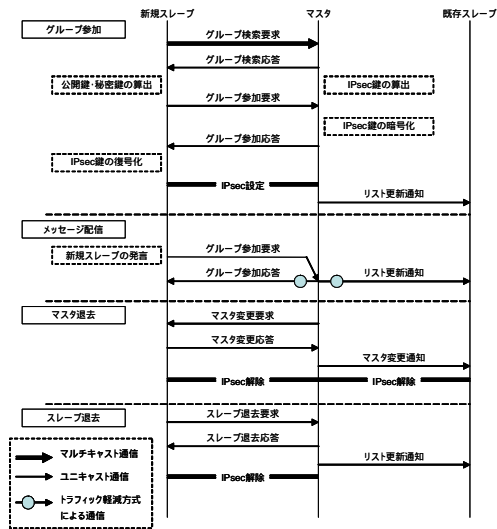 新規スレーブ
マスタ
既存スレーブ
グループ参加
グループ検索要求
グループ検索応答
公開鍵・秘密鍵の算出
IPsec鍵の算出
グループ参加要求
IPsec鍵の暗号化
グループ参加応答
IPsec鍵の復号化
IPsec設定
リスト更新通知
メッセージ配信
グループ参加要求
新規スレーブの発言
グループ参加応答
リスト更新通知
マスタ退去
マスタ変更要求
マスタ変更応答
マスタ変更通知
IPsec解除
IPsec解除
スレーブ退去
スレーブ退去要求
スレーブ退去応答
リスト更新通知
IPsec解除
マルチキャスト通信
ユニキャスト通信
トラフィック軽減方式
による通信